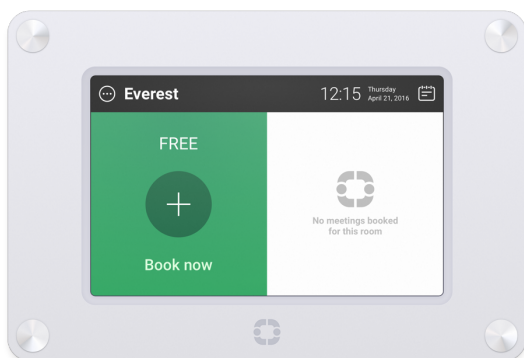 Everest
12:15
Thursday
April 21, 2016
FREE
Book now
No meetings booked
for this room